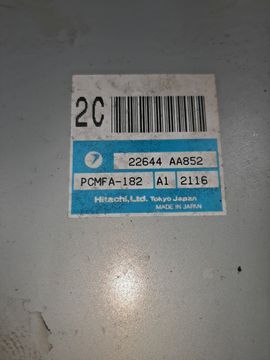 2C
7 22644 AA852
PCMFA-182 A1 2116
Hitachi,Ltd. Tokyo Japan
MADE IN JAPAN